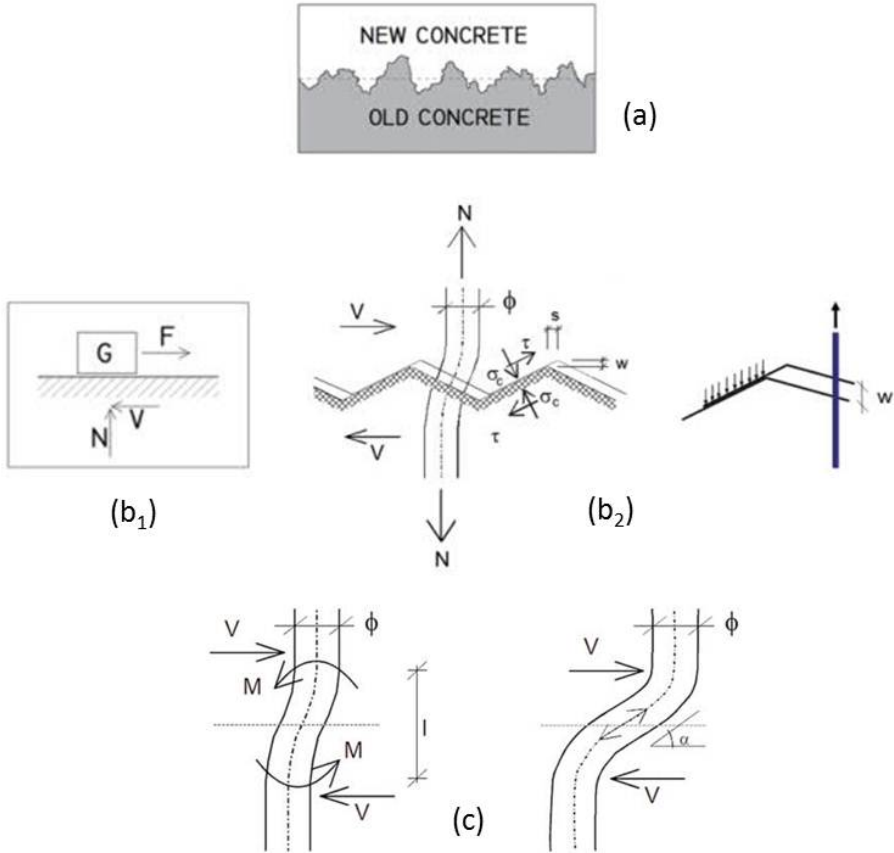 NEW CONCRETE
OLD CONCRETE
(a)
G
F
V
N
(b₁)
N
V
ϕ
s
τ
w
σc
σc
V
τ
N
(b₂)
w
V
ϕ
M
l
M
V
V
ϕ
α
V
(c)